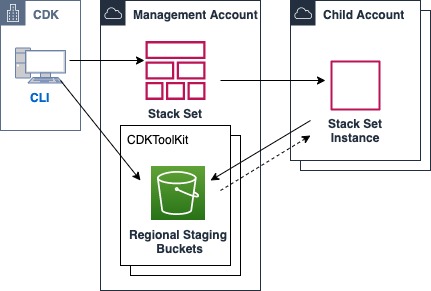 CDK
CLI
Management Account
Stack Set
CDKToolKit
Regional Staging
Buckets
Child Account
Stack Set
Instance